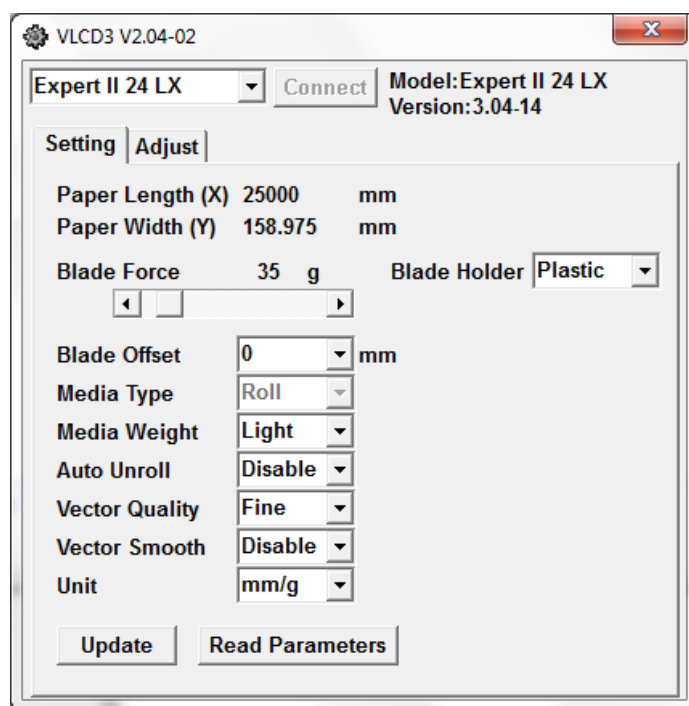 VLCD3 V2.04-02
Expert II 24 LX Connect Model:Expert II 24 LX
Version:3.04-14
Setting Adjust
Paper Length (X) 25000 mm
Paper Width (Y) 158.975 mm
Blade Force 35 g Blade Holder Plastic
Blade Offset 0 mm
Media Type Roll
Media Weight Light
Auto Unroll Disable
Vector Quality Fine
Vector Smooth Disable
Unit mm/g
Update Read Parameters